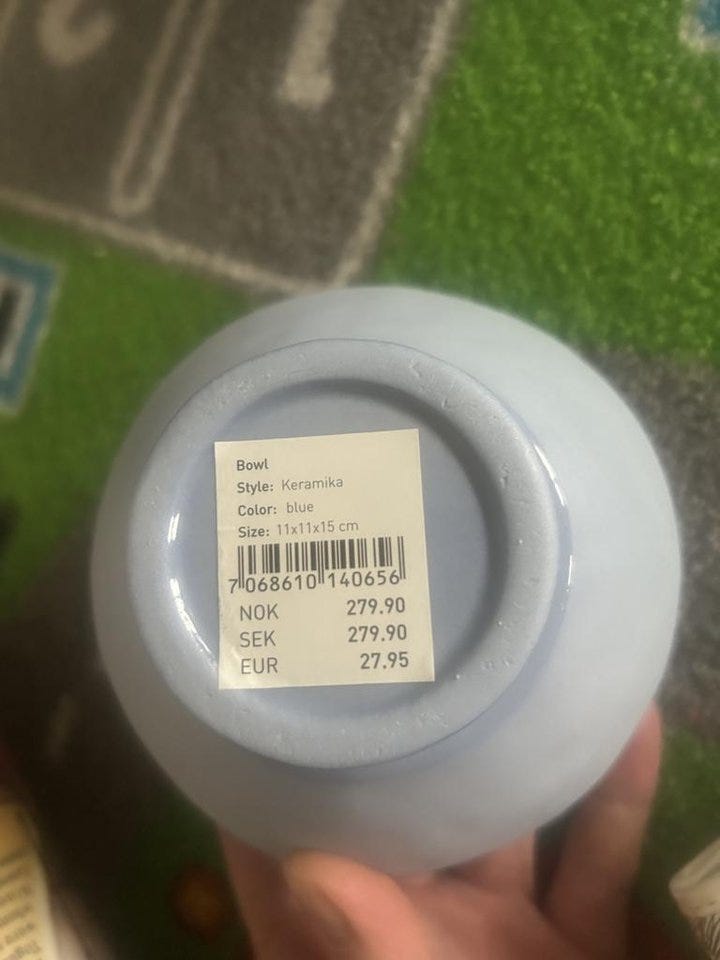 Bowl
Style: Keramika
Color: blue
Size: 11x11x15 cm
7 068610 140656
NOK 279.90
SEK 279.90
EUR 27.95